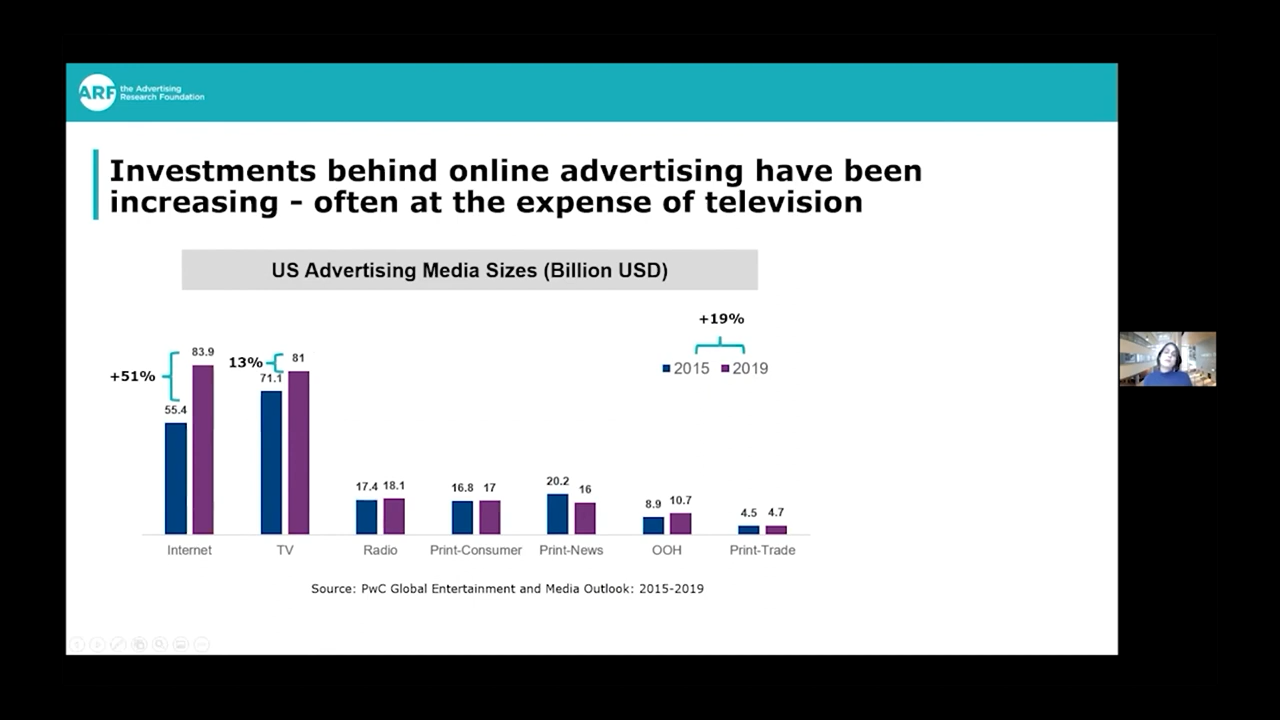 ARF the Advertising
Research Foundation
Investments behind online advertising have been
increasing - often at the expense of television
US Advertising Media Sizes (Billion USD)
+19%
2015 2019
+51%
55.4
83.9
13%
71.1
81
17.4 18.1
16.8 17
20.2
16
8.9 10.7
4.5 4.7
Internet TV Radio Print-Consumer Print-News OOH Print-Trade
Source: PwC Global Entertainment and Media Outlook: 2015-2019